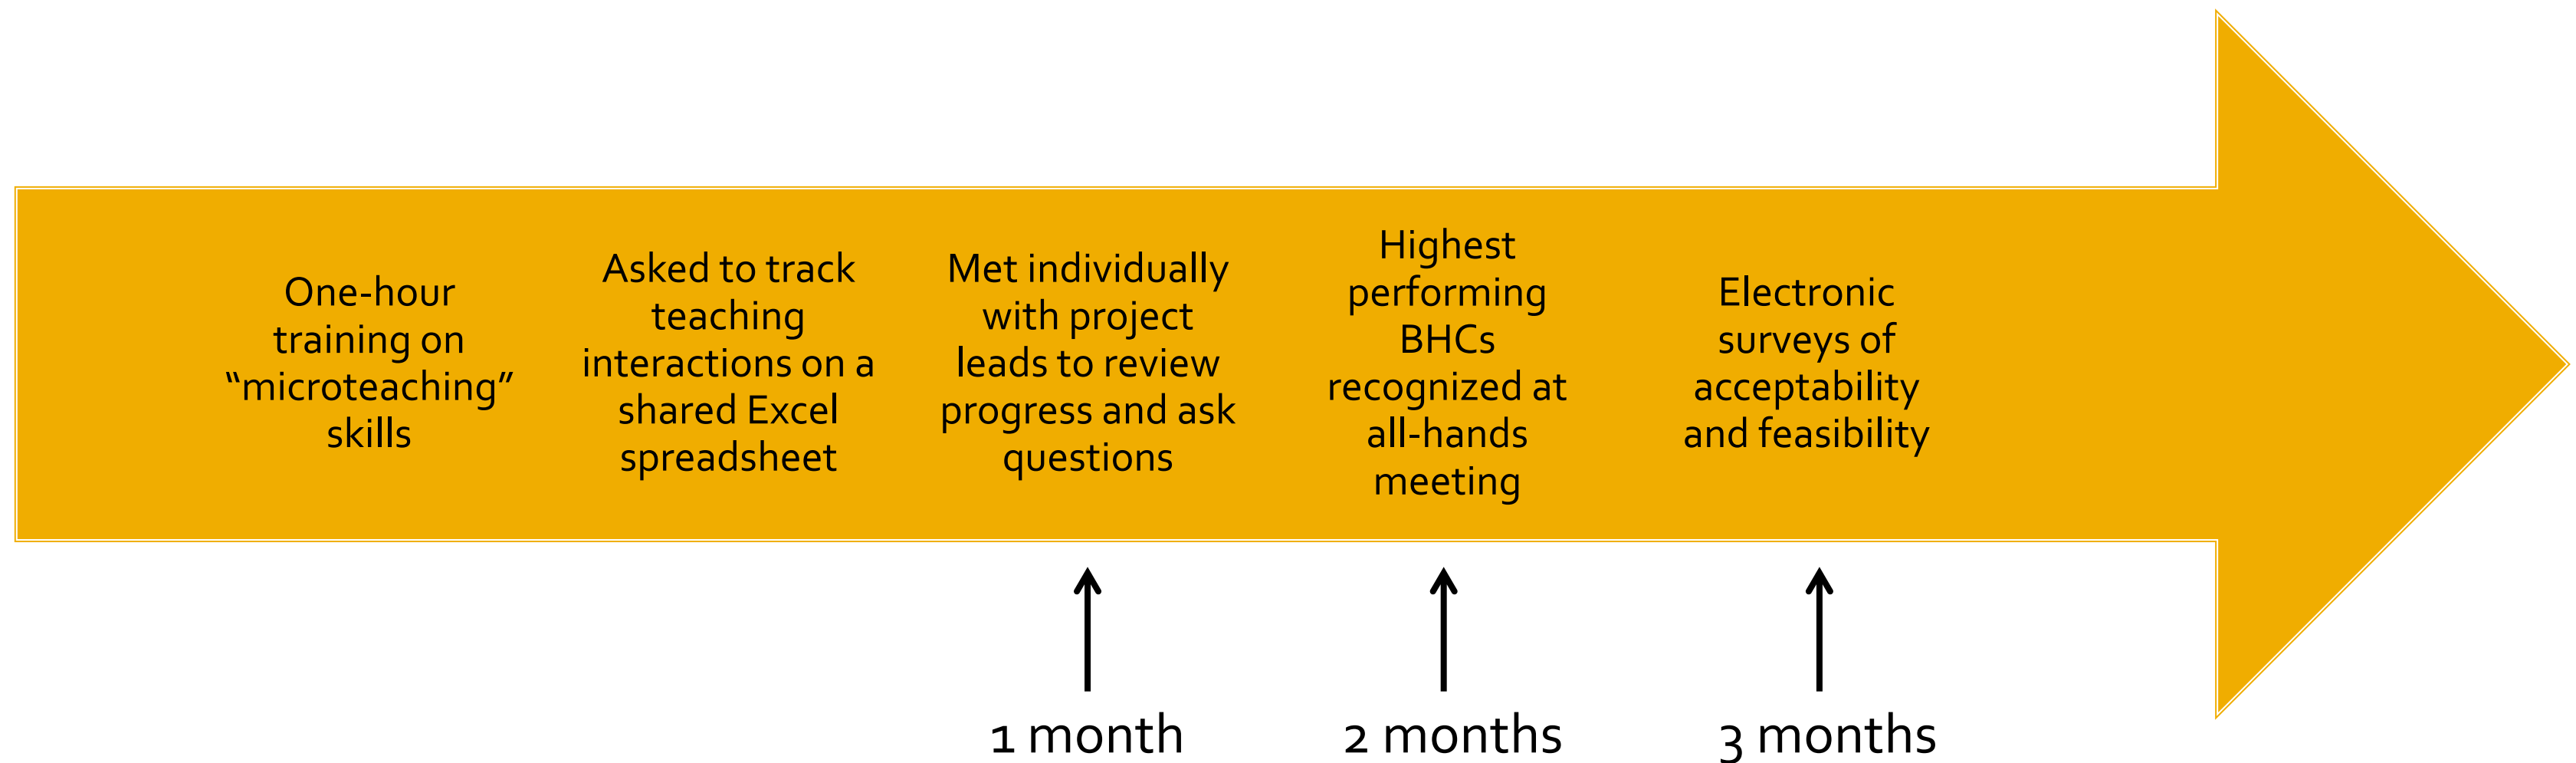 One-hour
training on
“microteaching”
skills
Asked to track
teaching
interactions on a
shared Excel
spreadsheet
Met individually
with project
leads to review
progress and ask
questions
Highest
performing
BHCs
recognized at
all-hands
meeting
Electronic
surveys of
acceptability
and feasibility
1 month
2 months
3 months